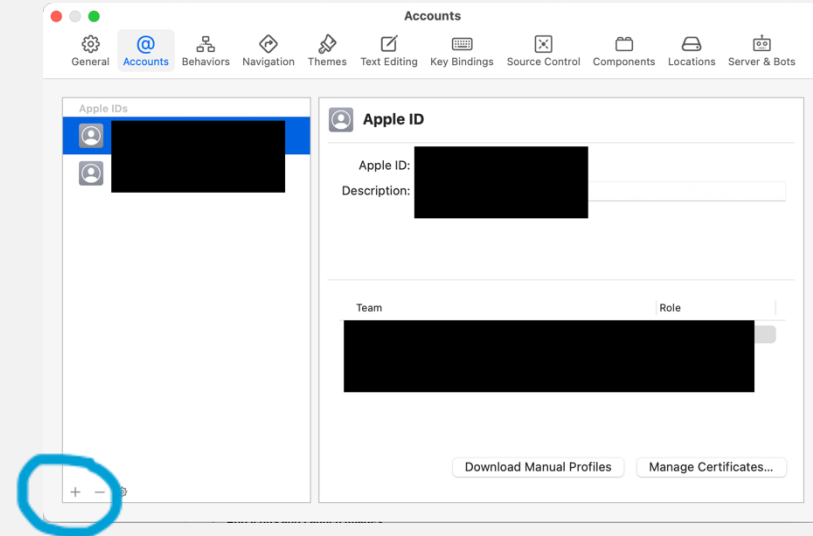 Accounts
General Accounts Behaviors Navigation Themes Text Editing Key Bindings Source Control Components Locations Server & Bots
Apple IDs
Apple ID
Apple ID:
Description:
Team Role
Download Manual Profiles Manage Certificates...
+ −